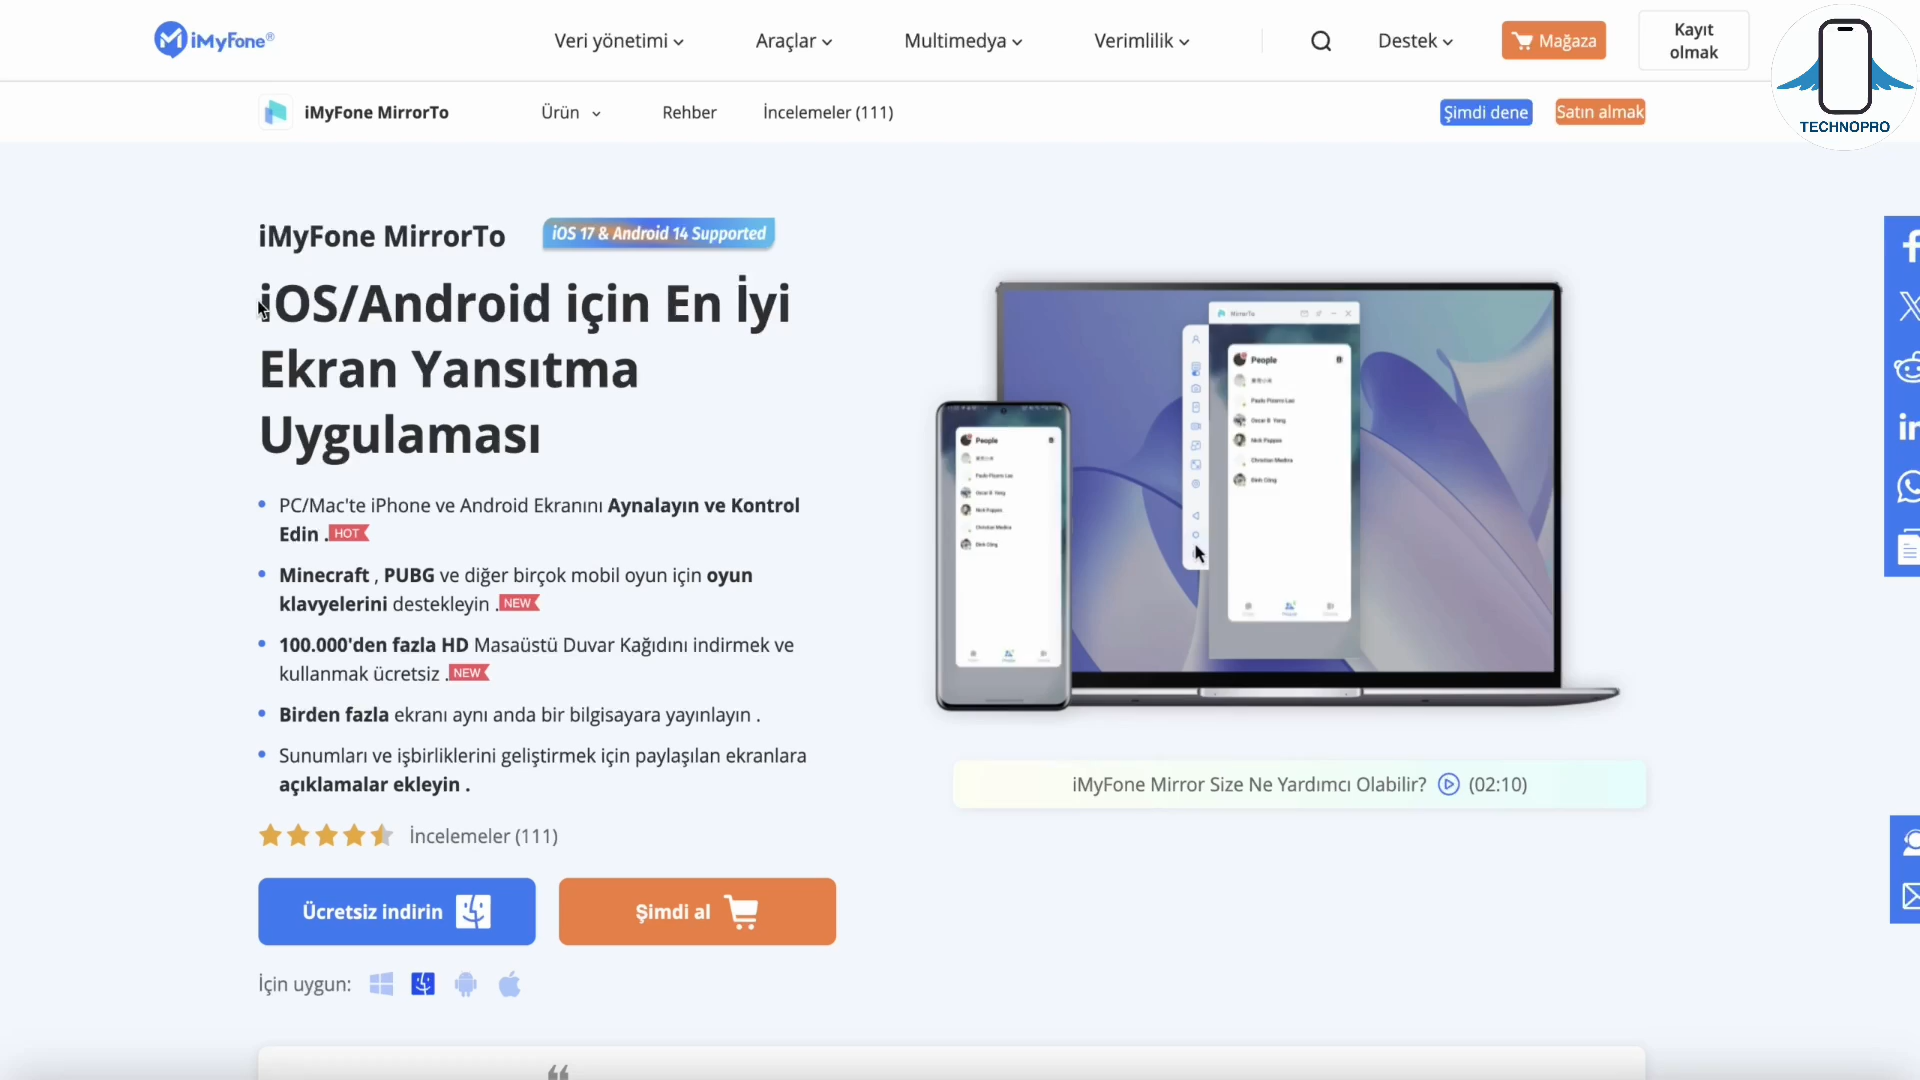 iMyFone®
Veri yönetimi
Araçlar
Multimedya
Verimlilik
Destek
Mağaza
Kayıt
olmak
TECHNOPRO
iMyFone MirrorTo
Ürün
Rehber
İncelemeler (111)
Şimdi dene
Satın almak
iMyFone MirrorTo
iOS 17 & Android 14 Supported
iOS/Android için En İyi
Ekran Yansıtma
Uygulaması
PC/Mac'te iPhone ve Android Ekranını Aynalayın ve Kontrol
Edin . HOT
Minecraft , PUBG ve diğer birçok mobil oyun için oyun
klavyelerini destekleyin . NEW
100.000'den fazla HD Masaüstü Duvar Kağıdını indirmek ve
kullanmak ücretsiz . NEW
Birden fazla ekranı aynı anda bir bilgisayara yayınlayın .
Sunumları ve işbirliklerini geliştirmek için paylaşılan ekranlara
açıklamalar ekleyin .
İncelemeler (111)
Ücretsiz indirin
Şimdi al
İçin uygun:
MirrorTo
People
People
iMyFone Mirror Size Ne Yardımcı Olabilir? (02:10)